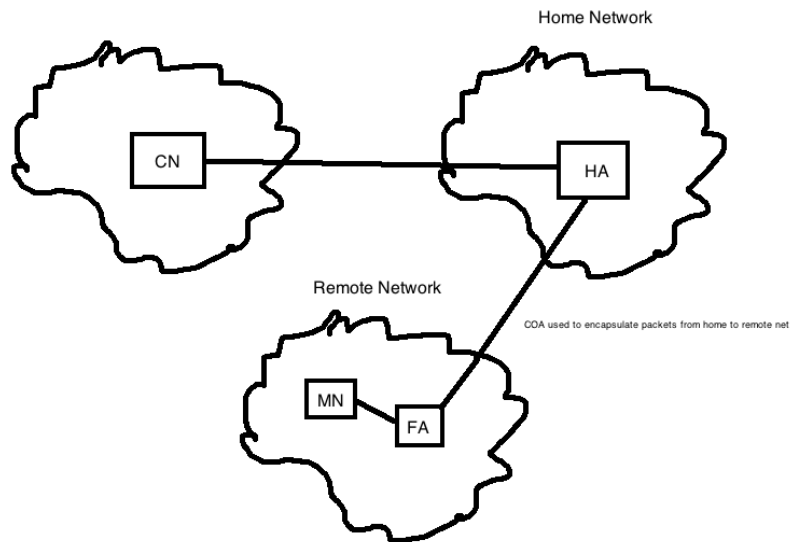 Home Network
CN
HA
Remote Network
COA used to encapsulate packets from home to remote net
MN
FA